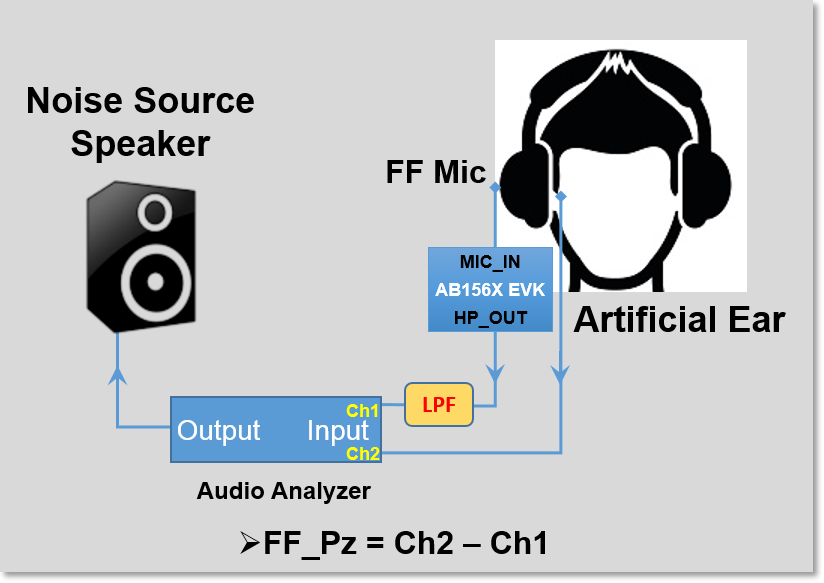 Noise Source
Speaker
FF Mic
MIC_IN
AB156X EVK
HP_OUT
Artificial Ear
LPF
Ch1
Output
Input
Ch2
Audio Analyzer
➢FF_Pz = Ch2 – Ch1